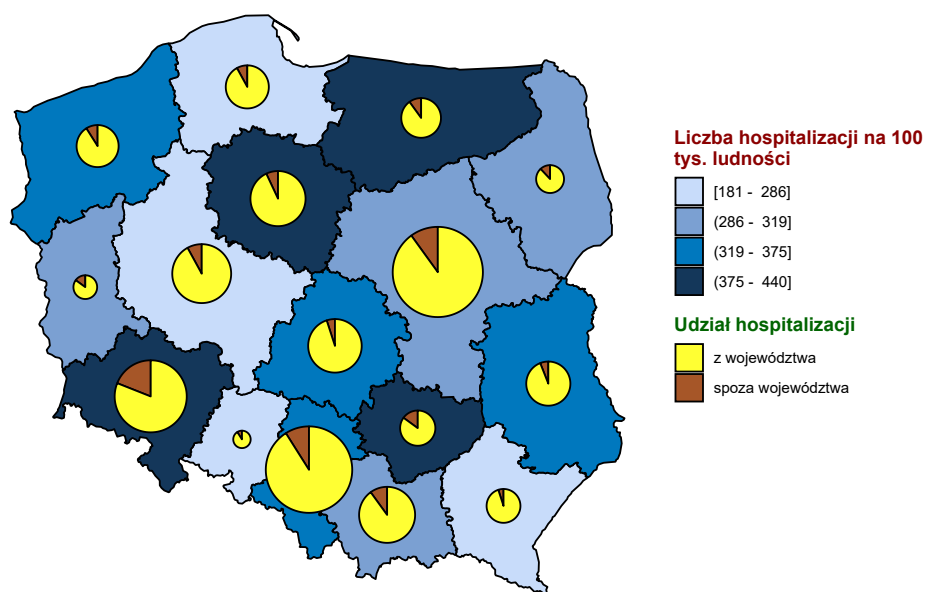 Liczba hospitalizacji na 100
tys. ludności
[181 - 286]
(286 - 319]
(319 - 375]
(375 - 440]
Udział hospitalizacji
z województwa
spoza województwa